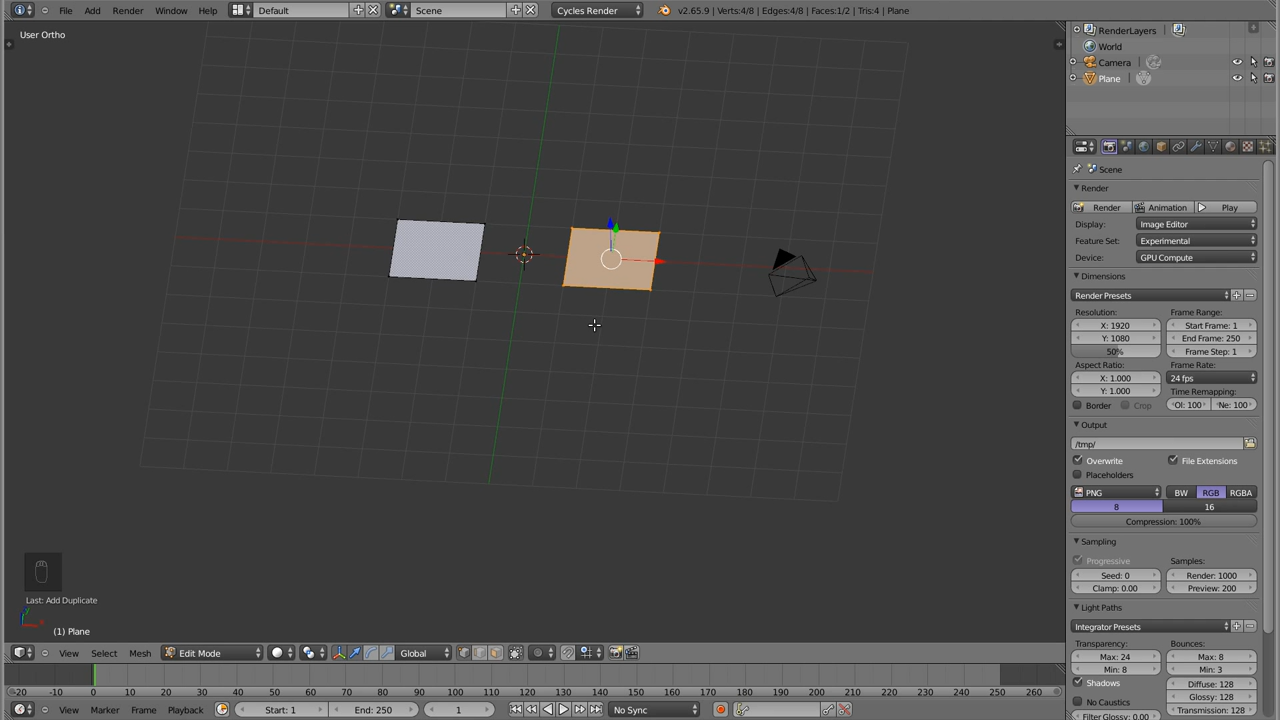 File Add Render Window Help Default Scene Cycles Render v2.65.9 | Verts:4/8 | Edges:4/8 | Faces:1/2 | Tris:4 | Plane
User Ortho
RenderLayers
World
Camera
Plane
Scene
Render
Render Animation Play
Display: Image Editor
Feature Set: Experimental
Device: GPU Compute
Dimensions
Render Presets
Resolution: Frame Range:
X: 1920 Start Frame: 1
Y: 1080 End Frame: 250
50% Frame Step: 1
Aspect Ratio: Frame Rate:
X: 1.000 24 fps
Y: 1.000 Time Remapping:
Border Crop Ol: 100 Ne: 100
Output
/tmp/
Overwrite File Extensions
Placeholders
PNG BW RGB RGBA
8 16
Compression: 100%
Sampling
Progressive Samples:
Seed: 0 Render: 1000
Clamp: 0.00 Preview: 200
Light Paths
Integrator Presets
Transparency: Bounces:
Max: 24 Max: 8
Min: 8 Min: 3
Shadows Diffuse: 128
No Caustics Glossy: 128
Filter Glossy: 0.00 Transmission: 128
Last: Add Duplicate
(1) Plane
View Select Mesh Edit Mode Global
-20 -10 0 10 20 30 40 50 60 70 80 90 100 110 120 130 140 150 160 170 180 190 200 210 220 230 240 250 260
View Marker Frame Playback Start: 1 End: 250 1 No Sync